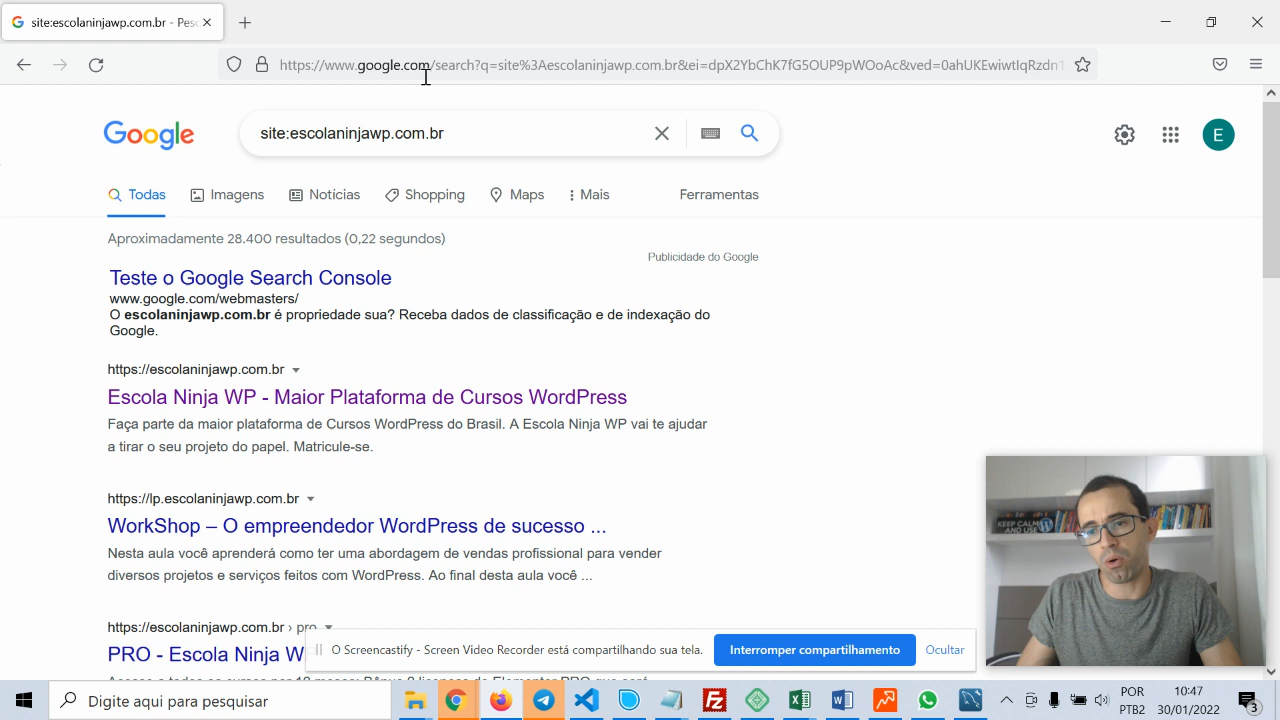 site:escolaninjawp.com.br - Pes
https://www.google.com/search?q=site%3Aescolaninjawp.com.br&ei=dpX2YbChK7fG5OUP9pWOoAc&ved=0ahUKEwiwtIqRzdn1
Google
site:escolaninjawp.com.br
E
Todas
Imagens
Notícias
Shopping
Maps
Mais
Ferramentas
Aproximadamente 28.400 resultados (0,22 segundos)
Publicidade do Google
Teste o Google Search Console
www.google.com/webmasters/
O escolaninjawp.com.br é propriedade sua? Receba dados de classificação e de indexação do
Google.
https://escolaninjawp.com.br
Escola Ninja WP - Maior Plataforma de Cursos WordPress
Faça parte da maior plataforma de Cursos WordPress do Brasil. A Escola Ninja WP vai te ajudar
a tirar o seu projeto do papel. Matricule-se.
https://lp.escolaninjawp.com.br
WorkShop – O empreendedor WordPress de sucesso ...
Nesta aula você aprenderá como ter uma abordagem de vendas profissional para vender
diversos projetos e serviços feitos com WordPress. Ao final desta aula você ...
https://escolaninjawp.com.br › pro
PRO - Escola Ninja W
KEEP CALM
AND USE
O Screencastify - Screen Video Recorder está compartilhando sua tela.
Interromper compartilhamento
Ocultar
Digite aqui para pesquisar
POR
PTB2
10:47
30/01/2022
3